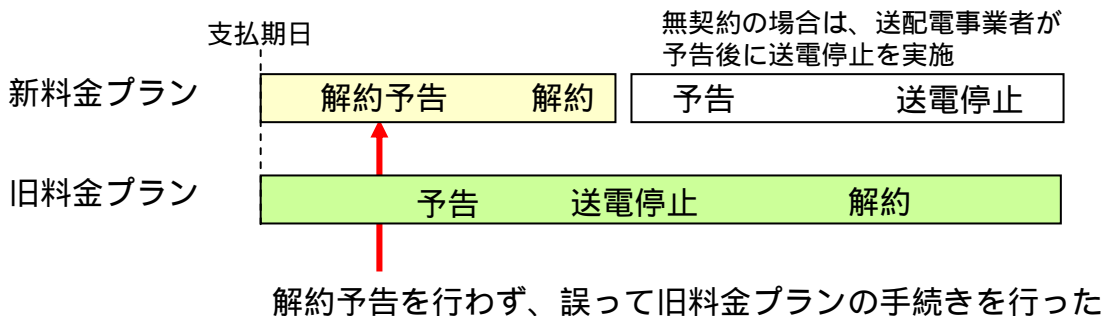 支払期日
無契約の場合は、送配電事業者が
予告後に送電停止を実施
新料金プラン
解約予告 解約
予告 送電停止
旧料金プラン
予告 送電停止 解約
解約予告を行わず、誤って旧料金プランの手続きを行った